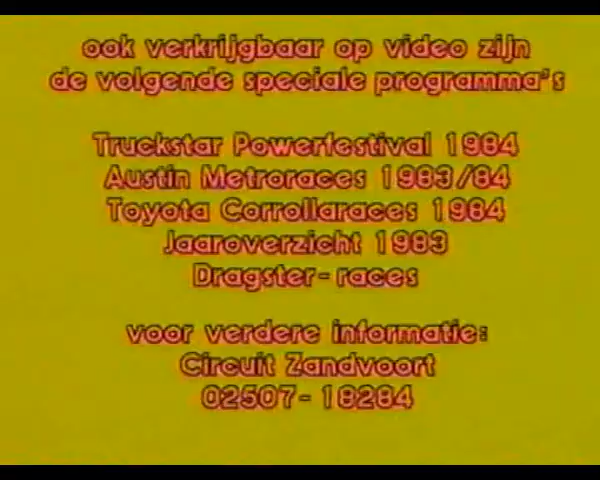 ook verkrijgbaar op video zijn
de volgende speciale programma's
Truckstar Powerfestival 1984
Austin Metroraces 1983/84
Toyota Corrollaraces 1984
Jaaroverzicht 1983
Dragster-races
voor verdere informatie:
Circuit Zandvoort
02507-18284